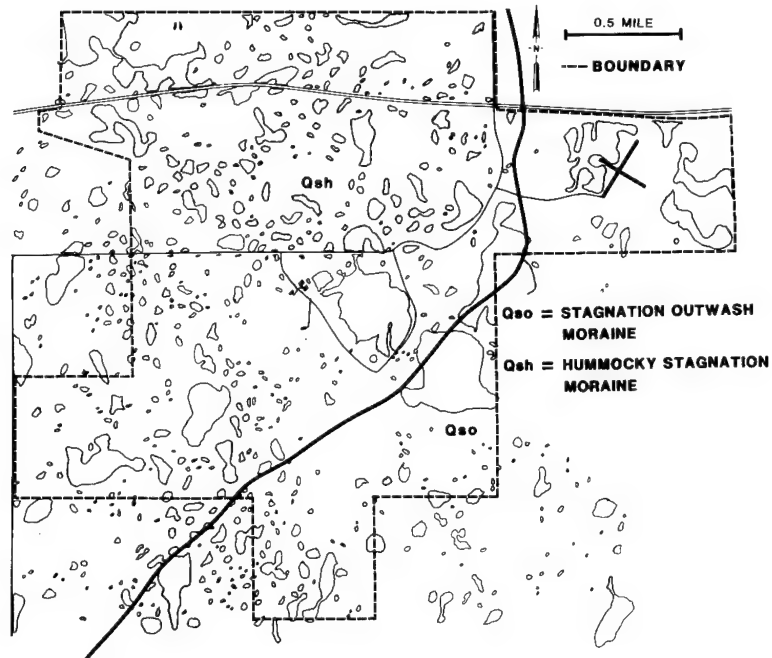 N
0.5 MILE
BOUNDARY
Qsh
Qso = STAGNATION OUTWASH
MORAINE
Qsh = HUMMOCKY STAGNATION
MORAINE
Qso